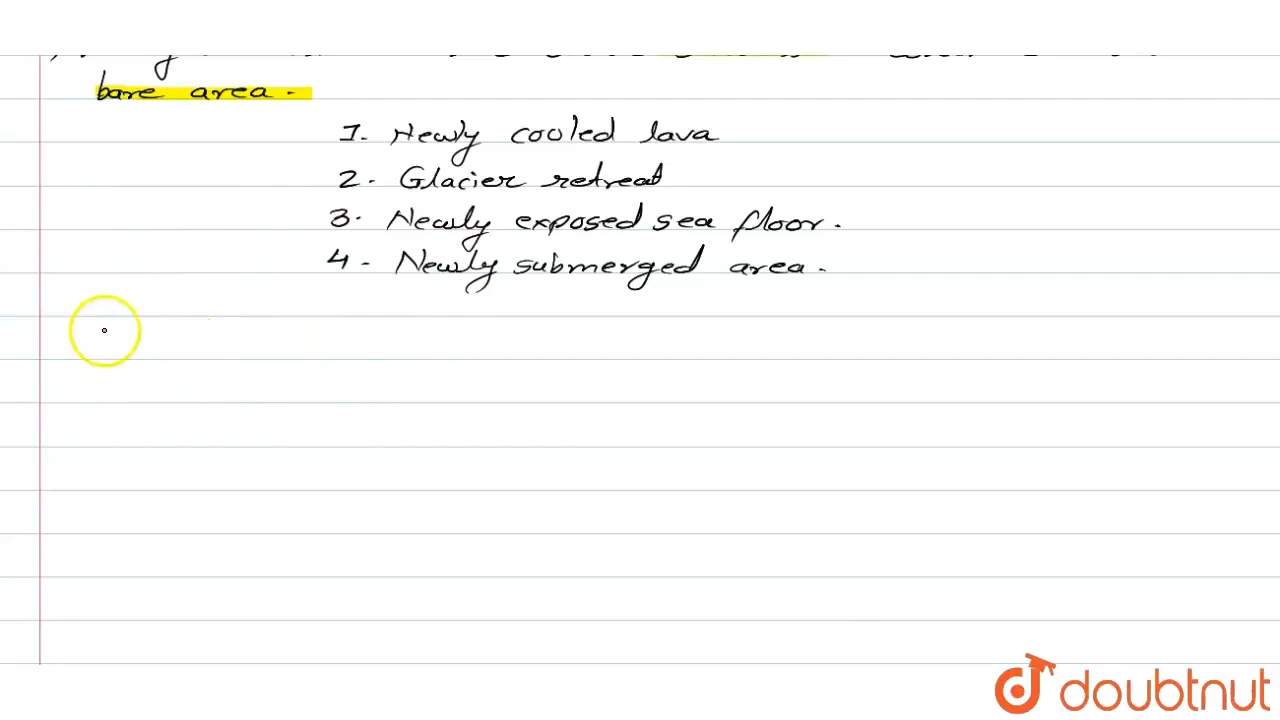 bare area.
1. Newly cooled lava
2. Glacier retreat
3. Newly exposed sea floor.
4. Newly submerged area.
doubtnut